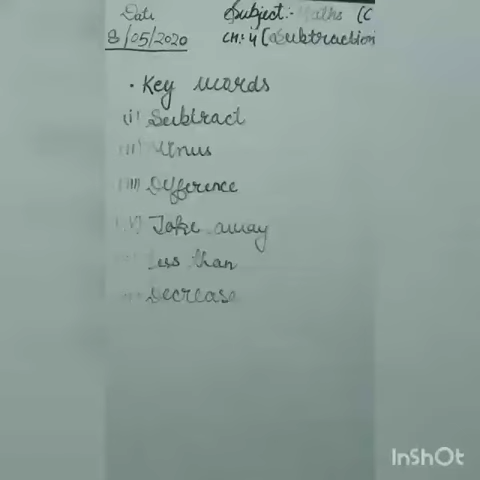 Date Subject:- Maths (C
8/05/2020 CH:4 (Subtraction
• Key words
(i) Subtract
(ii) Minus
(iii) Difference
(iv) Take away
less than
Decrease
InShOt